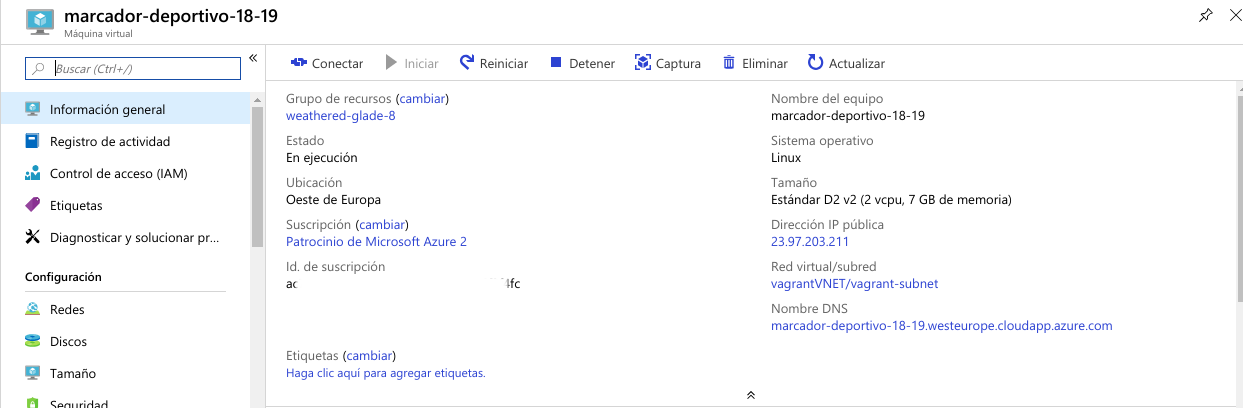 marcador-deportivo-18-19
Máquina virtual
Buscar (Ctrl+/)
«
Información general
Registro de actividad
Control de acceso (IAM)
Etiquetas
Diagnosticar y solucionar pr...
Configuración
Redes
Discos
Tamaño
Seguridad
Conectar Iniciar Reiniciar Detener Captura Eliminar Actualizar
Grupo de recursos (cambiar)
weathered-glade-8
Estado
En ejecución
Ubicación
Oeste de Europa
Suscripción (cambiar)
Patrocinio de Microsoft Azure 2
Id. de suscripción
Etiquetas (cambiar)
Haga clic aquí para agregar etiquetas.
Nombre del equipo
marcador-deportivo-18-19
Sistema operativo
Linux
Tamaño
Estándar D2 v2 (2 vcpu, 7 GB de memoria)
Dirección IP pública
23.97.203.211
Red virtual/subred
vagrantVNET/vagrant-subnet
Nombre DNS
marcador-deportivo-18-19.westeurope.cloudapp.azure.com